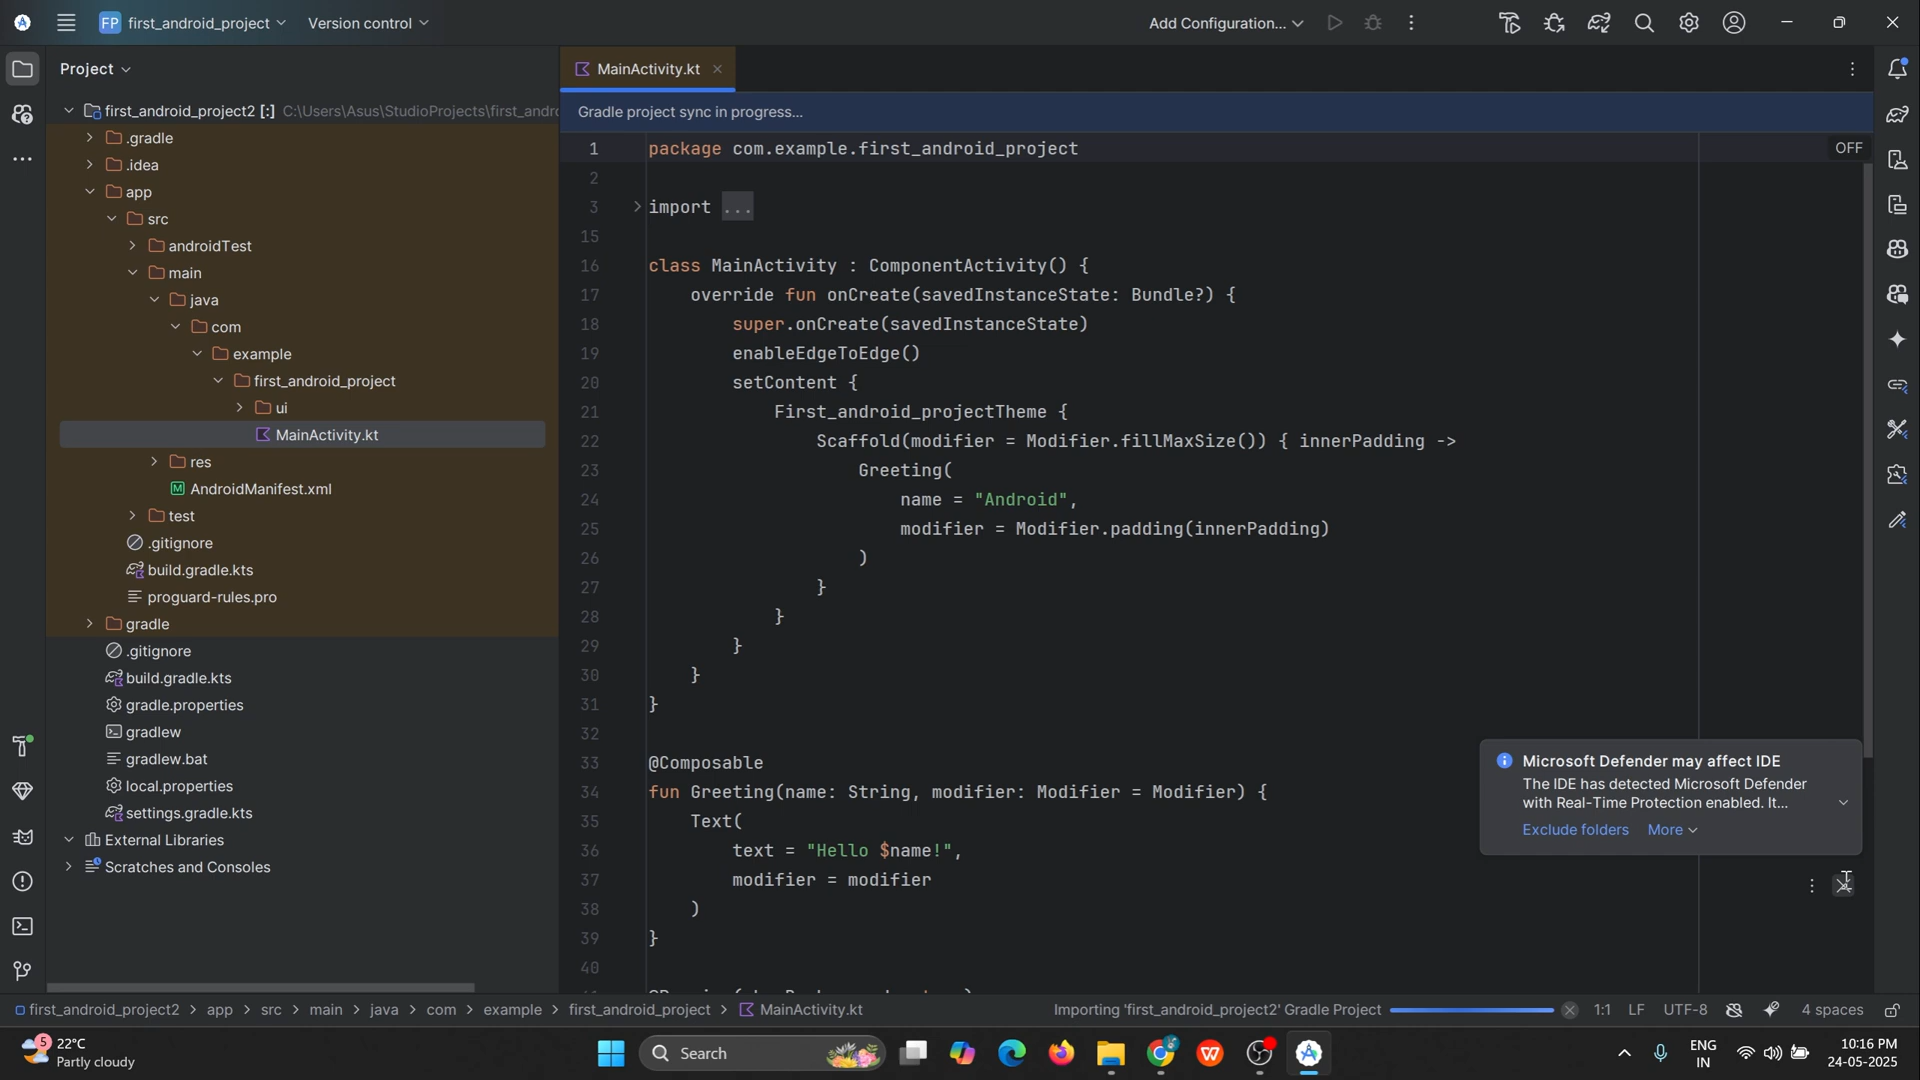 FP first_android_project Version control Add Configuration...
Project
MainActivity.kt
Gradle project sync in progress...
first_android_project2 [:] C:\Users\Asus\StudioProjects\first_andro
.gradle
.idea
app
src
androidTest
main
java
com
example
first_android_project
ui
MainActivity.kt
res
AndroidManifest.xml
test
.gitignore
build.gradle.kts
proguard-rules.pro
gradle
.gitignore
build.gradle.kts
gradle.properties
gradlew
gradlew.bat
local.properties
settings.gradle.kts
External Libraries
Scratches and Consoles
1 package com.example.first_android_project OFF
2
3 import ...
15
16 class MainActivity : ComponentActivity() {
17 override fun onCreate(savedInstanceState: Bundle?) {
18 super.onCreate(savedInstanceState)
19 enableEdgeToEdge()
20 setContent {
21 First_android_projectTheme {
22 Scaffold(modifier = Modifier.fillMaxSize()) { innerPadding ->
23 Greeting(
24 name = "Android",
25 modifier = Modifier.padding(innerPadding)
26 )
27 }
28 }
29 }
30 }
31 }
32
33 @Composable
34 fun Greeting(name: String, modifier: Modifier = Modifier) {
35 Text(
36 text = "Hello $name!",
37 modifier = modifier
38 )
39 }
40
Microsoft Defender may affect IDE
The IDE has detected Microsoft Defender
with Real-Time Protection enabled. It...
Exclude folders More
first_android_project2 > app > src > main > java > com > example > first_android_project > MainActivity.kt Importing 'first_android_project2' Gradle Project 1:1 LF UTF-8 4 spaces
5 22°C
Partly cloudy
Search
ENG
IN
10:16 PM
24-05-2025